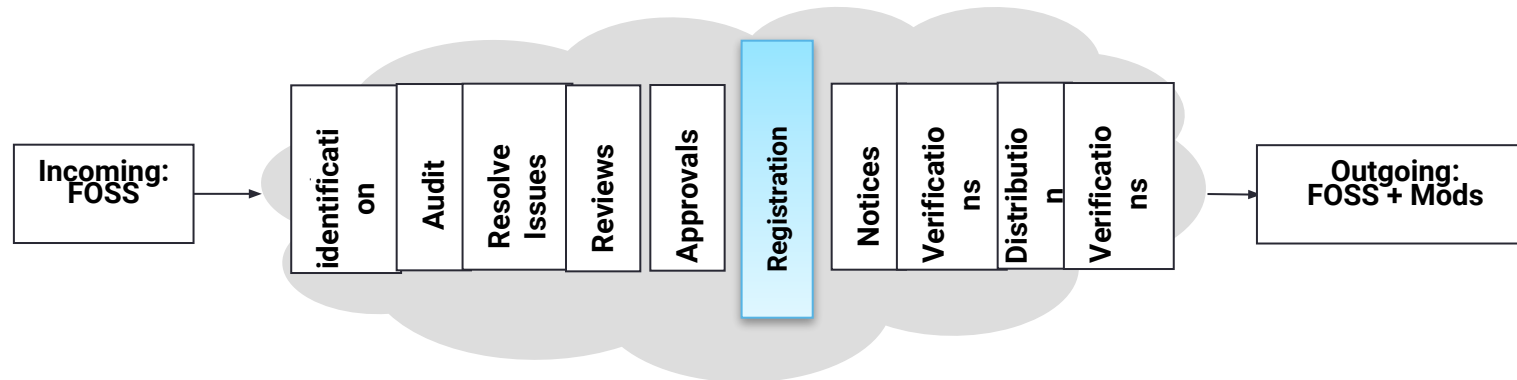 Incoming:
FOSS
identificati
on
Audit
Resolve
Issues
Reviews
Approvals
Registration
Notices
Verificatio
ns
Distributio
n
Verificatio
ns
Outgoing:
FOSS + Mods